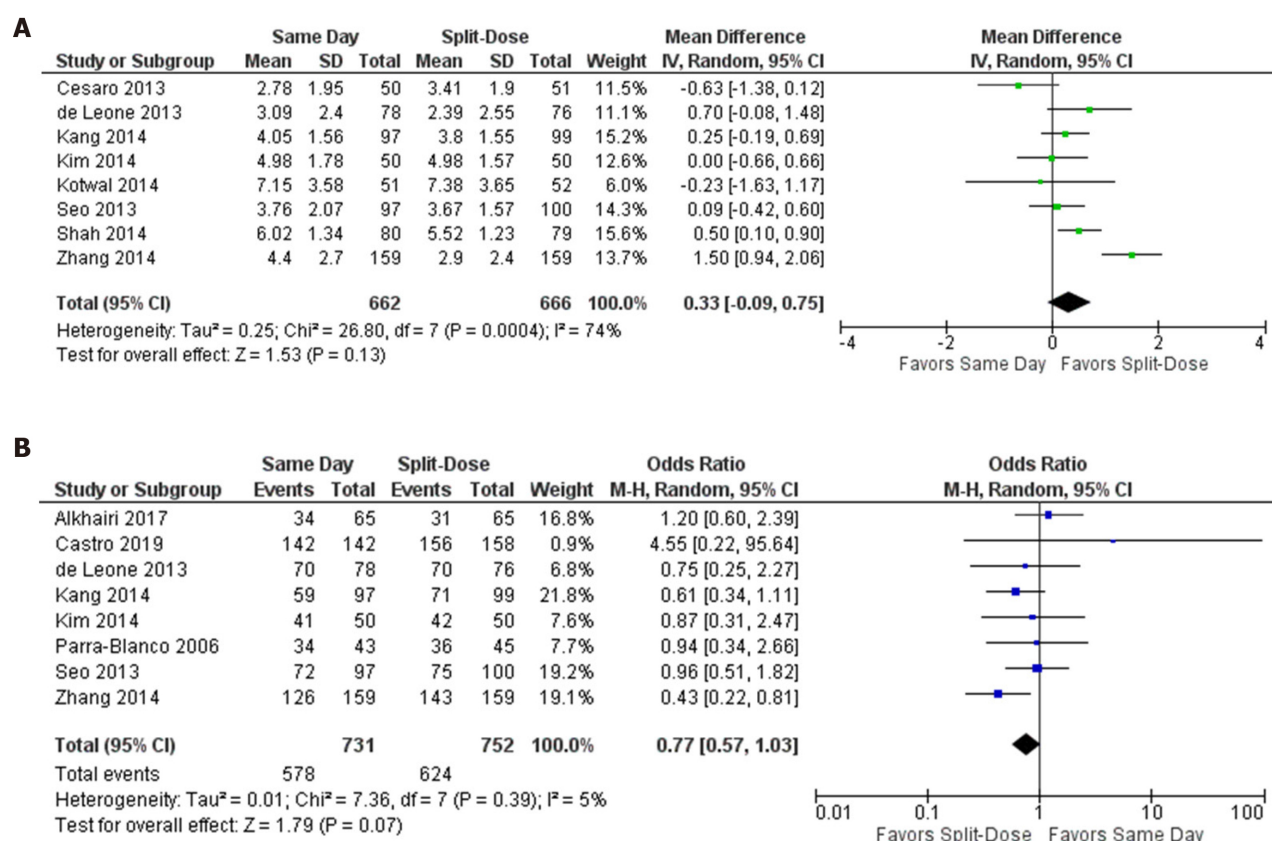 A
Same Day Split-Dose Mean Difference Mean Difference
Study or Subgroup Mean SD Total Mean SD Total Weight IV, Random, 95% CI IV, Random, 95% CI
Cesaro 2013 2.78 1.95 50 3.41 1.9 51 11.5% -0.63 [-1.38, 0.12]
de Leone 2013 3.09 2.4 78 2.39 2.55 76 11.1% 0.70 [-0.08, 1.48]
Kang 2014 4.05 1.56 97 3.8 1.55 99 15.2% 0.25 [-0.19, 0.69]
Kim 2014 4.98 1.78 50 4.98 1.57 50 12.6% 0.00 [-0.66, 0.66]
Kotwal 2014 7.15 3.58 51 7.38 3.65 52 6.0% -0.23 [-1.63, 1.17]
Seo 2013 3.76 2.07 97 3.67 1.57 100 14.3% 0.09 [-0.42, 0.60]
Shah 2014 6.02 1.34 80 5.52 1.23 79 15.6% 0.50 [0.10, 0.90]
Zhang 2014 4.4 2.7 159 2.9 2.4 159 13.7% 1.50 [0.94, 2.06]
Total (95% CI) 662 666 100.0% 0.33 [-0.09, 0.75]
Heterogeneity: Tau² = 0.25; Chi² = 26.80, df = 7 (P = 0.0004); I² = 74%
Test for overall effect: Z = 1.53 (P = 0.13)
-4 -2 0 2 4
Favors Same Day Favors Split-Dose
B
Same Day Split-Dose Odds Ratio Odds Ratio
Study or Subgroup Events Total Events Total Weight M-H, Random, 95% CI M-H, Random, 95% CI
Alkhairi 2017 34 65 31 65 16.8% 1.20 [0.60, 2.39]
Castro 2019 142 142 156 158 0.9% 4.55 [0.22, 95.64]
de Leone 2013 70 78 70 76 6.8% 0.75 [0.25, 2.27]
Kang 2014 59 97 71 99 21.8% 0.61 [0.34, 1.11]
Kim 2014 41 50 42 50 7.6% 0.87 [0.31, 2.47]
Parra-Blanco 2006 34 43 36 45 7.7% 0.94 [0.34, 2.66]
Seo 2013 72 97 75 100 19.2% 0.96 [0.51, 1.82]
Zhang 2014 126 159 143 159 19.1% 0.43 [0.22, 0.81]
Total (95% CI) 731 752 100.0% 0.77 [0.57, 1.03]
Total events 578 624
Heterogeneity: Tau² = 0.01; Chi² = 7.36, df = 7 (P = 0.39); I² = 5%
Test for overall effect: Z = 1.79 (P = 0.07)
0.01 0.1 1 10 100
Favors Split-Dose Favors Same Day